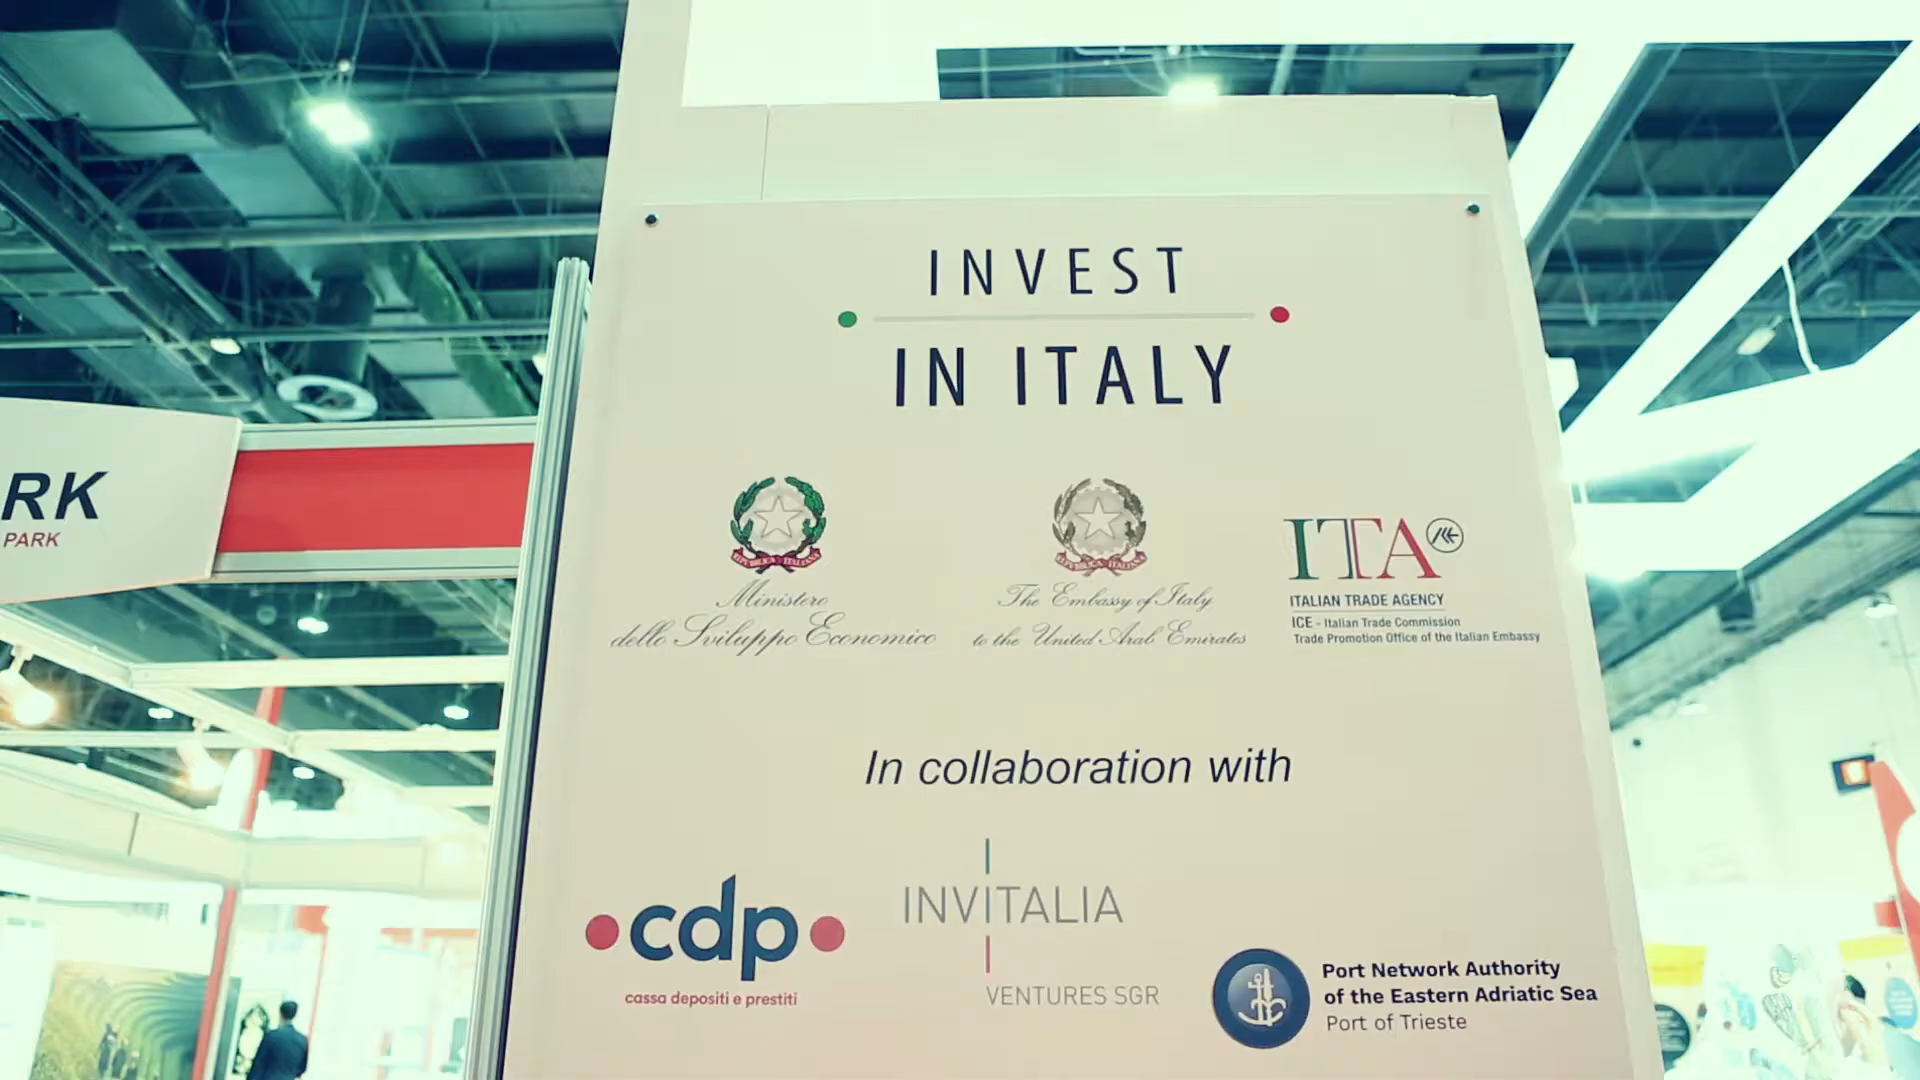 RK
PARK
INVEST
IN ITALY
Ministero
dello Sviluppo Economico
The Embassy of Italy
to the United Arab Emirates
ITA
ITALIAN TRADE AGENCY
ICE - Italian Trade Commission
Trade Promotion Office of the Italian Embassy
In collaboration with
cdp
cassa depositi e prestiti
INVITALIA
VENTURES SGR
Port Network Authority
of the Eastern Adriatic Sea
Port of Trieste